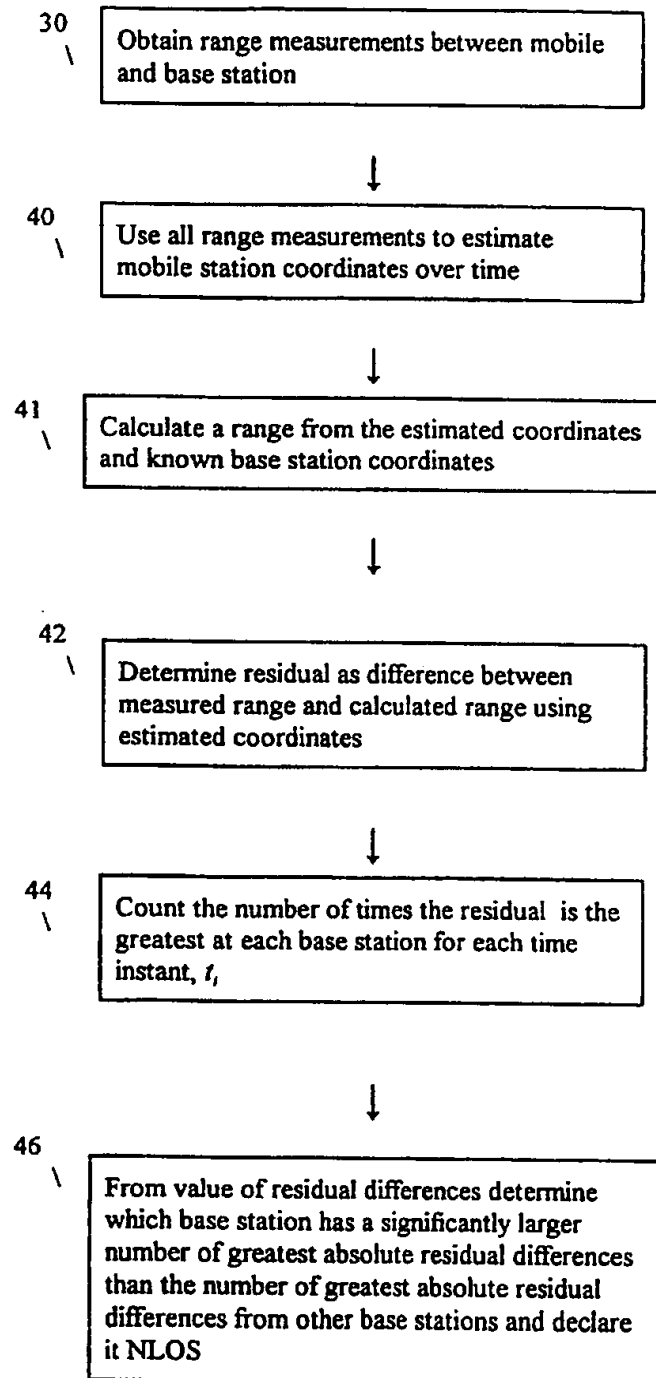 30
Obtain range measurements between mobile
and base station
40
Use all range measurements to estimate
mobile station coordinates over time
41
Calculate a range from the estimated coordinates
and known base station coordinates
42
Determine residual as difference between
measured range and calculated range using
estimated coordinates
44
Count the number of times the residual is the
greatest at each base station for each time
instant, tᵢ
46
From value of residual differences determine
which base station has a significantly larger
number of greatest absolute residual differences
than the number of greatest absolute residual
differences from other base stations and declare
it NLOS